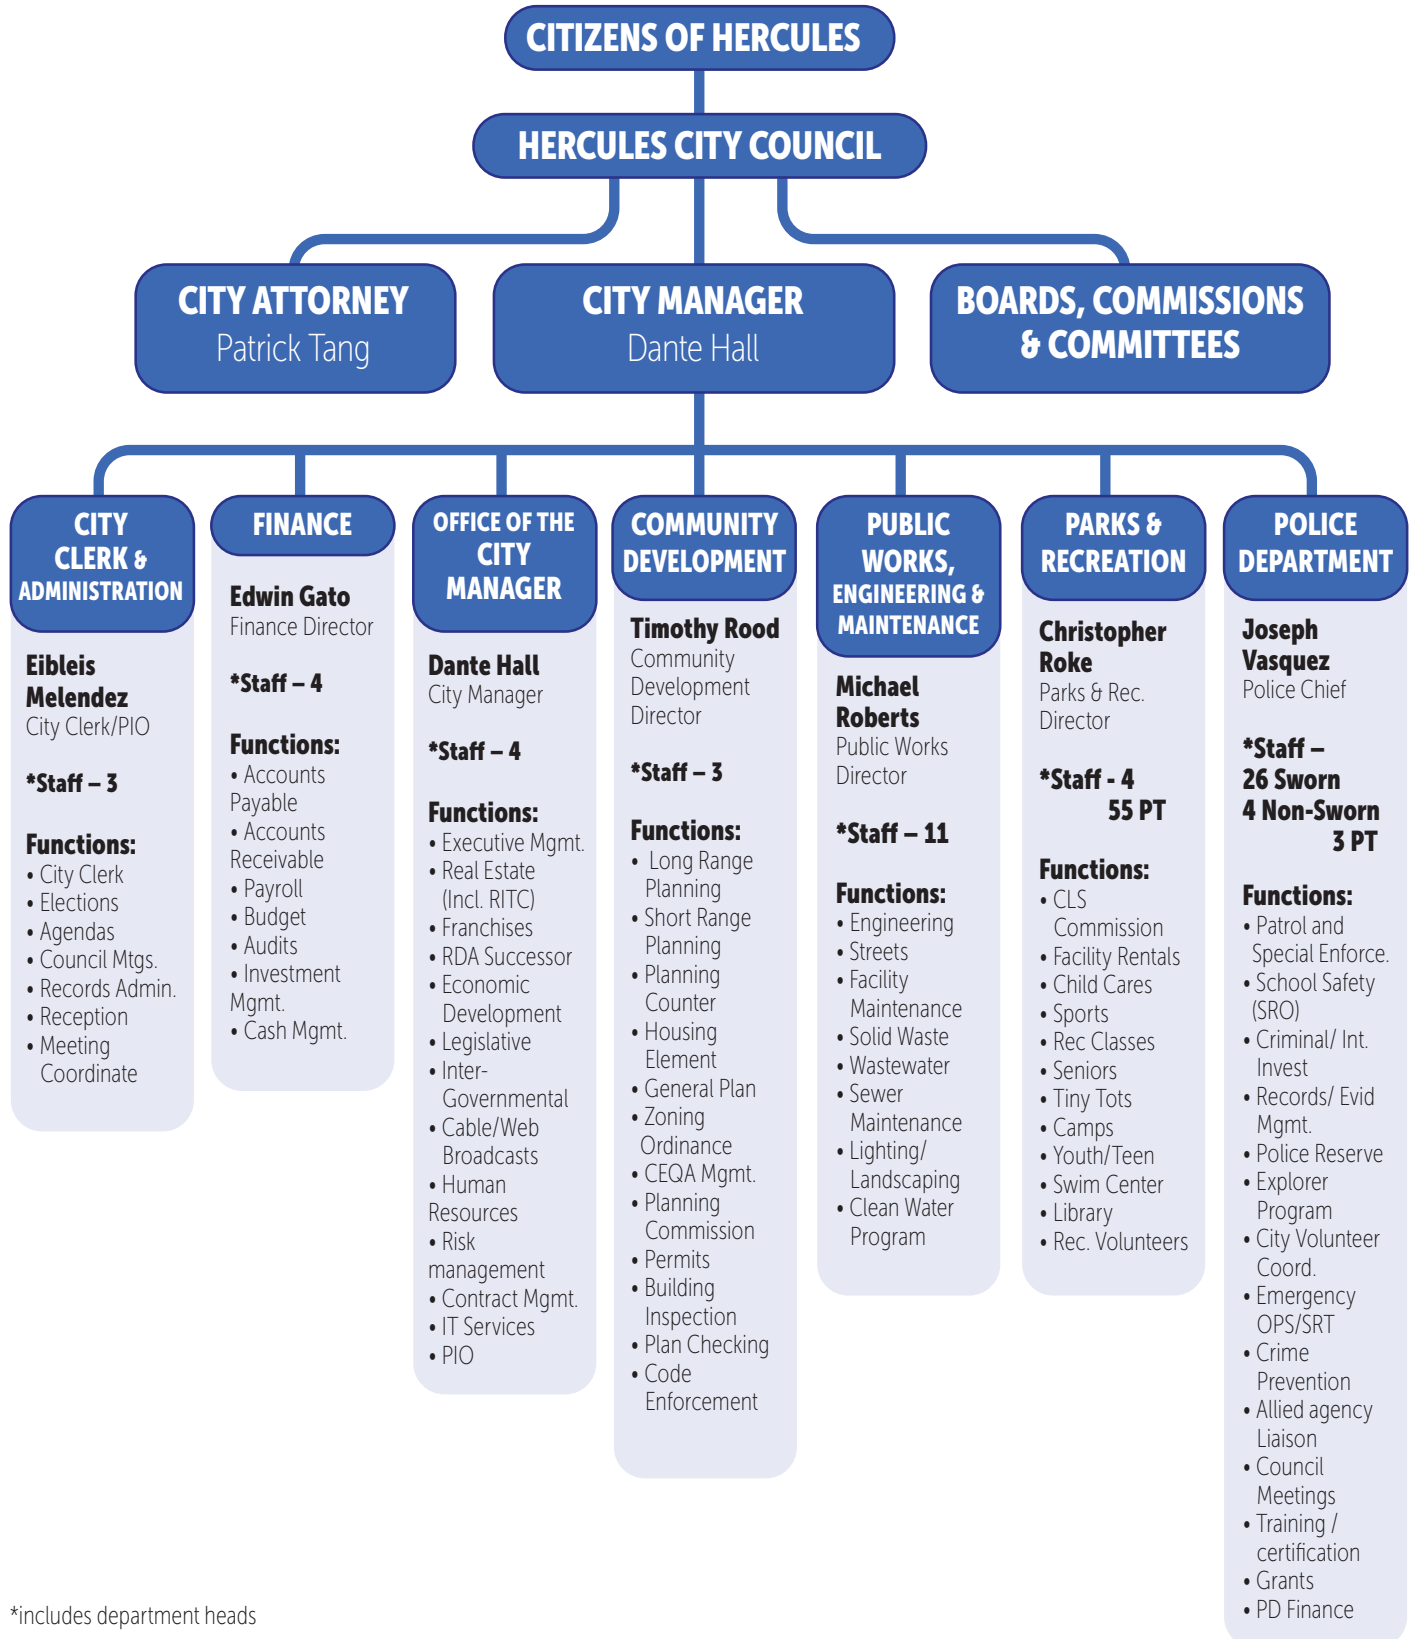 CITIZENS OF HERCULES
HERCULES CITY COUNCIL
CITY ATTORNEY
Patrick Tang
CITY MANAGER
Dante Hall
BOARDS, COMMISSIONS
& COMMITTEES
CITY
CLERK &
ADMINISTRATION
Eibleis
Melendez
City Clerk/PIO
*Staff – 3
Functions:
• City Clerk
• Elections
• Agendas
• Council Mtgs.
• Records Admin.
• Reception
• Meeting
Coordinate
FINANCE
Edwin Gato
Finance Director
*Staff – 4
Functions:
• Accounts
Payable
• Accounts
Receivable
• Payroll
• Budget
• Audits
• Investment
Mgmt.
• Cash Mgmt.
OFFICE OF THE
CITY
MANAGER
Dante Hall
City Manager
*Staff – 4
Functions:
• Executive Mgmt.
• Real Estate
(Incl. RITC)
• Franchises
• RDA Successor
• Economic
Development
• Legislative
• Inter-
Governmental
• Cable/Web
Broadcasts
• Human
Resources
• Risk
management
• Contract Mgmt.
• IT Services
• PIO
COMMUNITY
DEVELOPMENT
Timothy Rood
Community
Development
Director
*Staff – 3
Functions:
• Long Range
Planning
• Short Range
Planning
• Planning
Counter
• Housing
Element
• General Plan
• Zoning
Ordinance
• CEQA Mgmt.
• Planning
Commission
• Permits
• Building
Inspection
• Plan Checking
• Code
Enforcement
PUBLIC
WORKS,
ENGINEERING &
MAINTENANCE
Michael
Roberts
Public Works
Director
*Staff – 11
Functions:
• Engineering
• Streets
• Facility
Maintenance
• Solid Waste
• Wastewater
• Sewer
Maintenance
• Lighting/
Landscaping
• Clean Water
Program
PARKS &
RECREATION
Christopher
Roke
Parks & Rec.
Director
*Staff - 4
55 PT
Functions:
• CLS
Commission
• Facility Rentals
• Child Cares
• Sports
• Rec Classes
• Seniors
• Tiny Tots
• Camps
• Youth/Teen
• Swim Center
• Library
• Rec. Volunteers
POLICE
DEPARTMENT
Joseph
Vasquez
Police Chief
*Staff –
26 Sworn
4 Non-Sworn
3 PT
Functions:
• Patrol and
Special Enforce.
• School Safety
(SRO)
• Criminal/ Int.
Invest
• Records/ Evid
Mgmt.
• Police Reserve
• Explorer
Program
• City Volunteer
Coord.
• Emergency
OPS/SRT
• Crime
Prevention
• Allied agency
Liaison
• Council
Meetings
• Training /
certification
• Grants
• PD Finance
*includes department heads